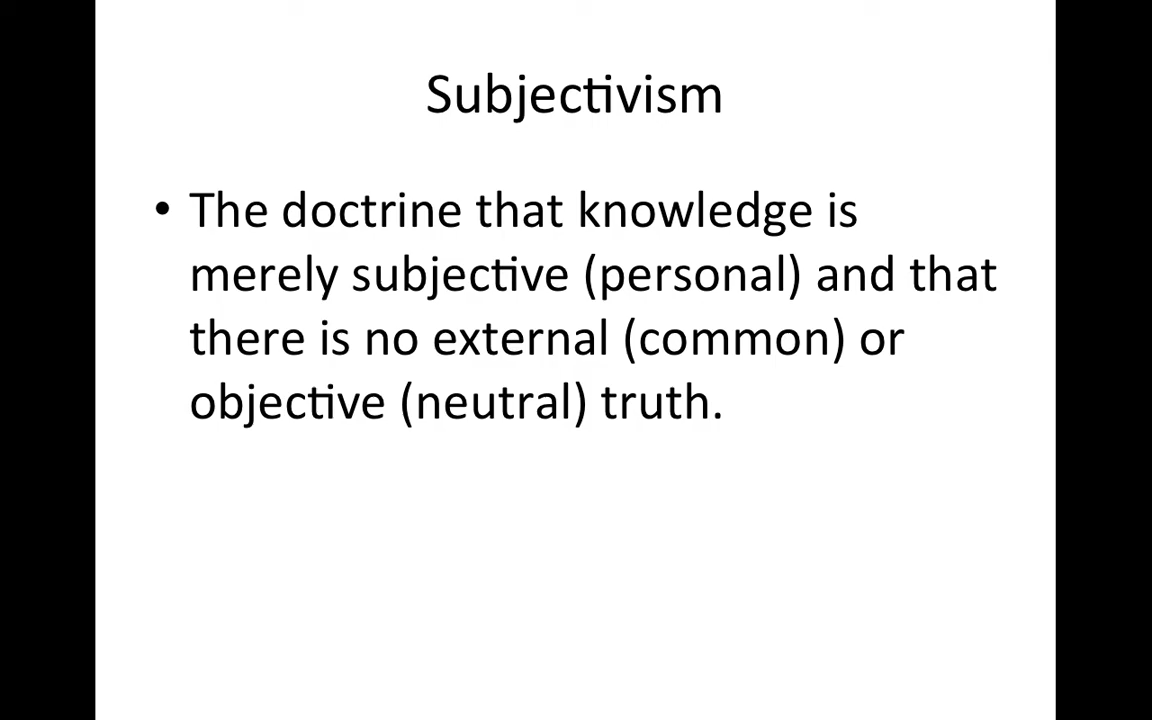 Subjectivism
• The doctrine that knowledge is
merely subjective (personal) and that
there is no external (common) or
objective (neutral) truth.